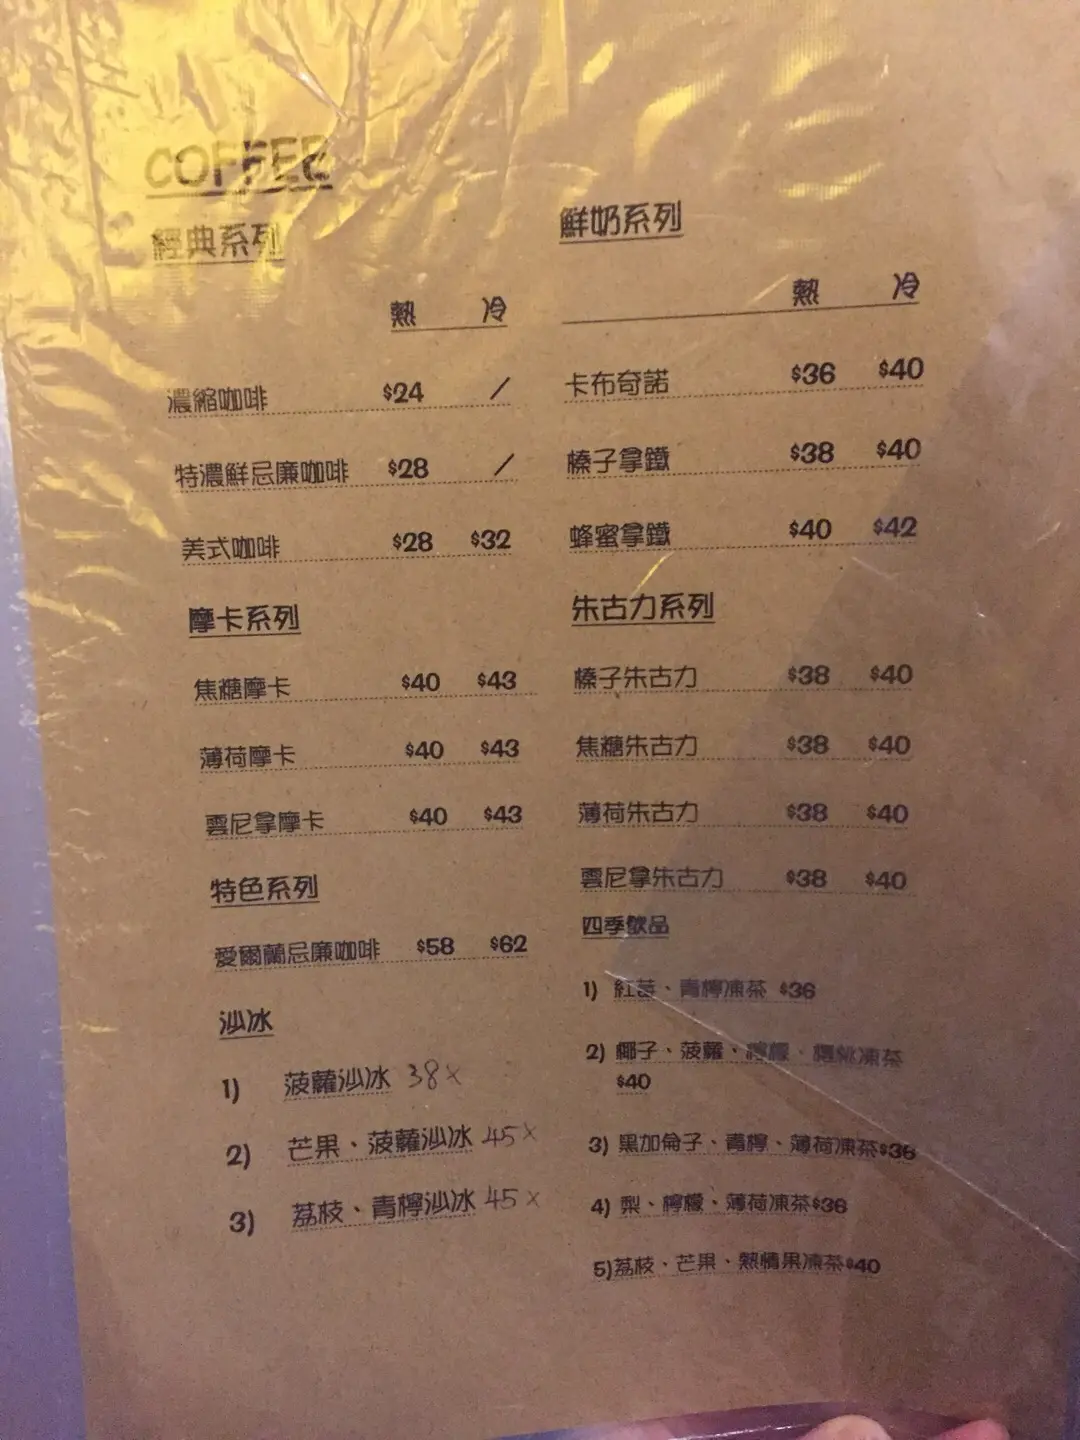 COFFEE
經典系列
熱 冷
濃縮咖啡 $24 /
特濃鮮忌廉咖啡 $28 /
美式咖啡 $28 $32
摩卡系列
焦糖摩卡 $40 $43
薄荷摩卡 $40 $43
雲尼拿摩卡 $40 $43
特色系列
愛爾蘭忌廉咖啡 $58 $62
沙冰
1) 菠蘿沙冰 38 x
2) 芒果、菠蘿沙冰 45 x
3) 荔枝、青檸沙冰 45 x
鮮奶系列
熱 冷
卡布奇諾 $36 $40
榛子拿鐵 $38 $40
蜂蜜拿鐵 $40 $42
朱古力系列
榛子朱古力 $38 $40
焦糖朱古力 $38 $40
薄荷朱古力 $38 $40
雲尼拿朱古力 $38 $40
四季飲品
1) 紅莓、青檸凍茶 $36
2) 椰子、菠蘿、檸檬、櫻桃凍茶
$40
3) 黑加侖子、青檸、薄荷凍茶$36
4) 梨、檸檬、薄荷凍茶$36
5)荔枝、芒果、熱情果凍茶$40